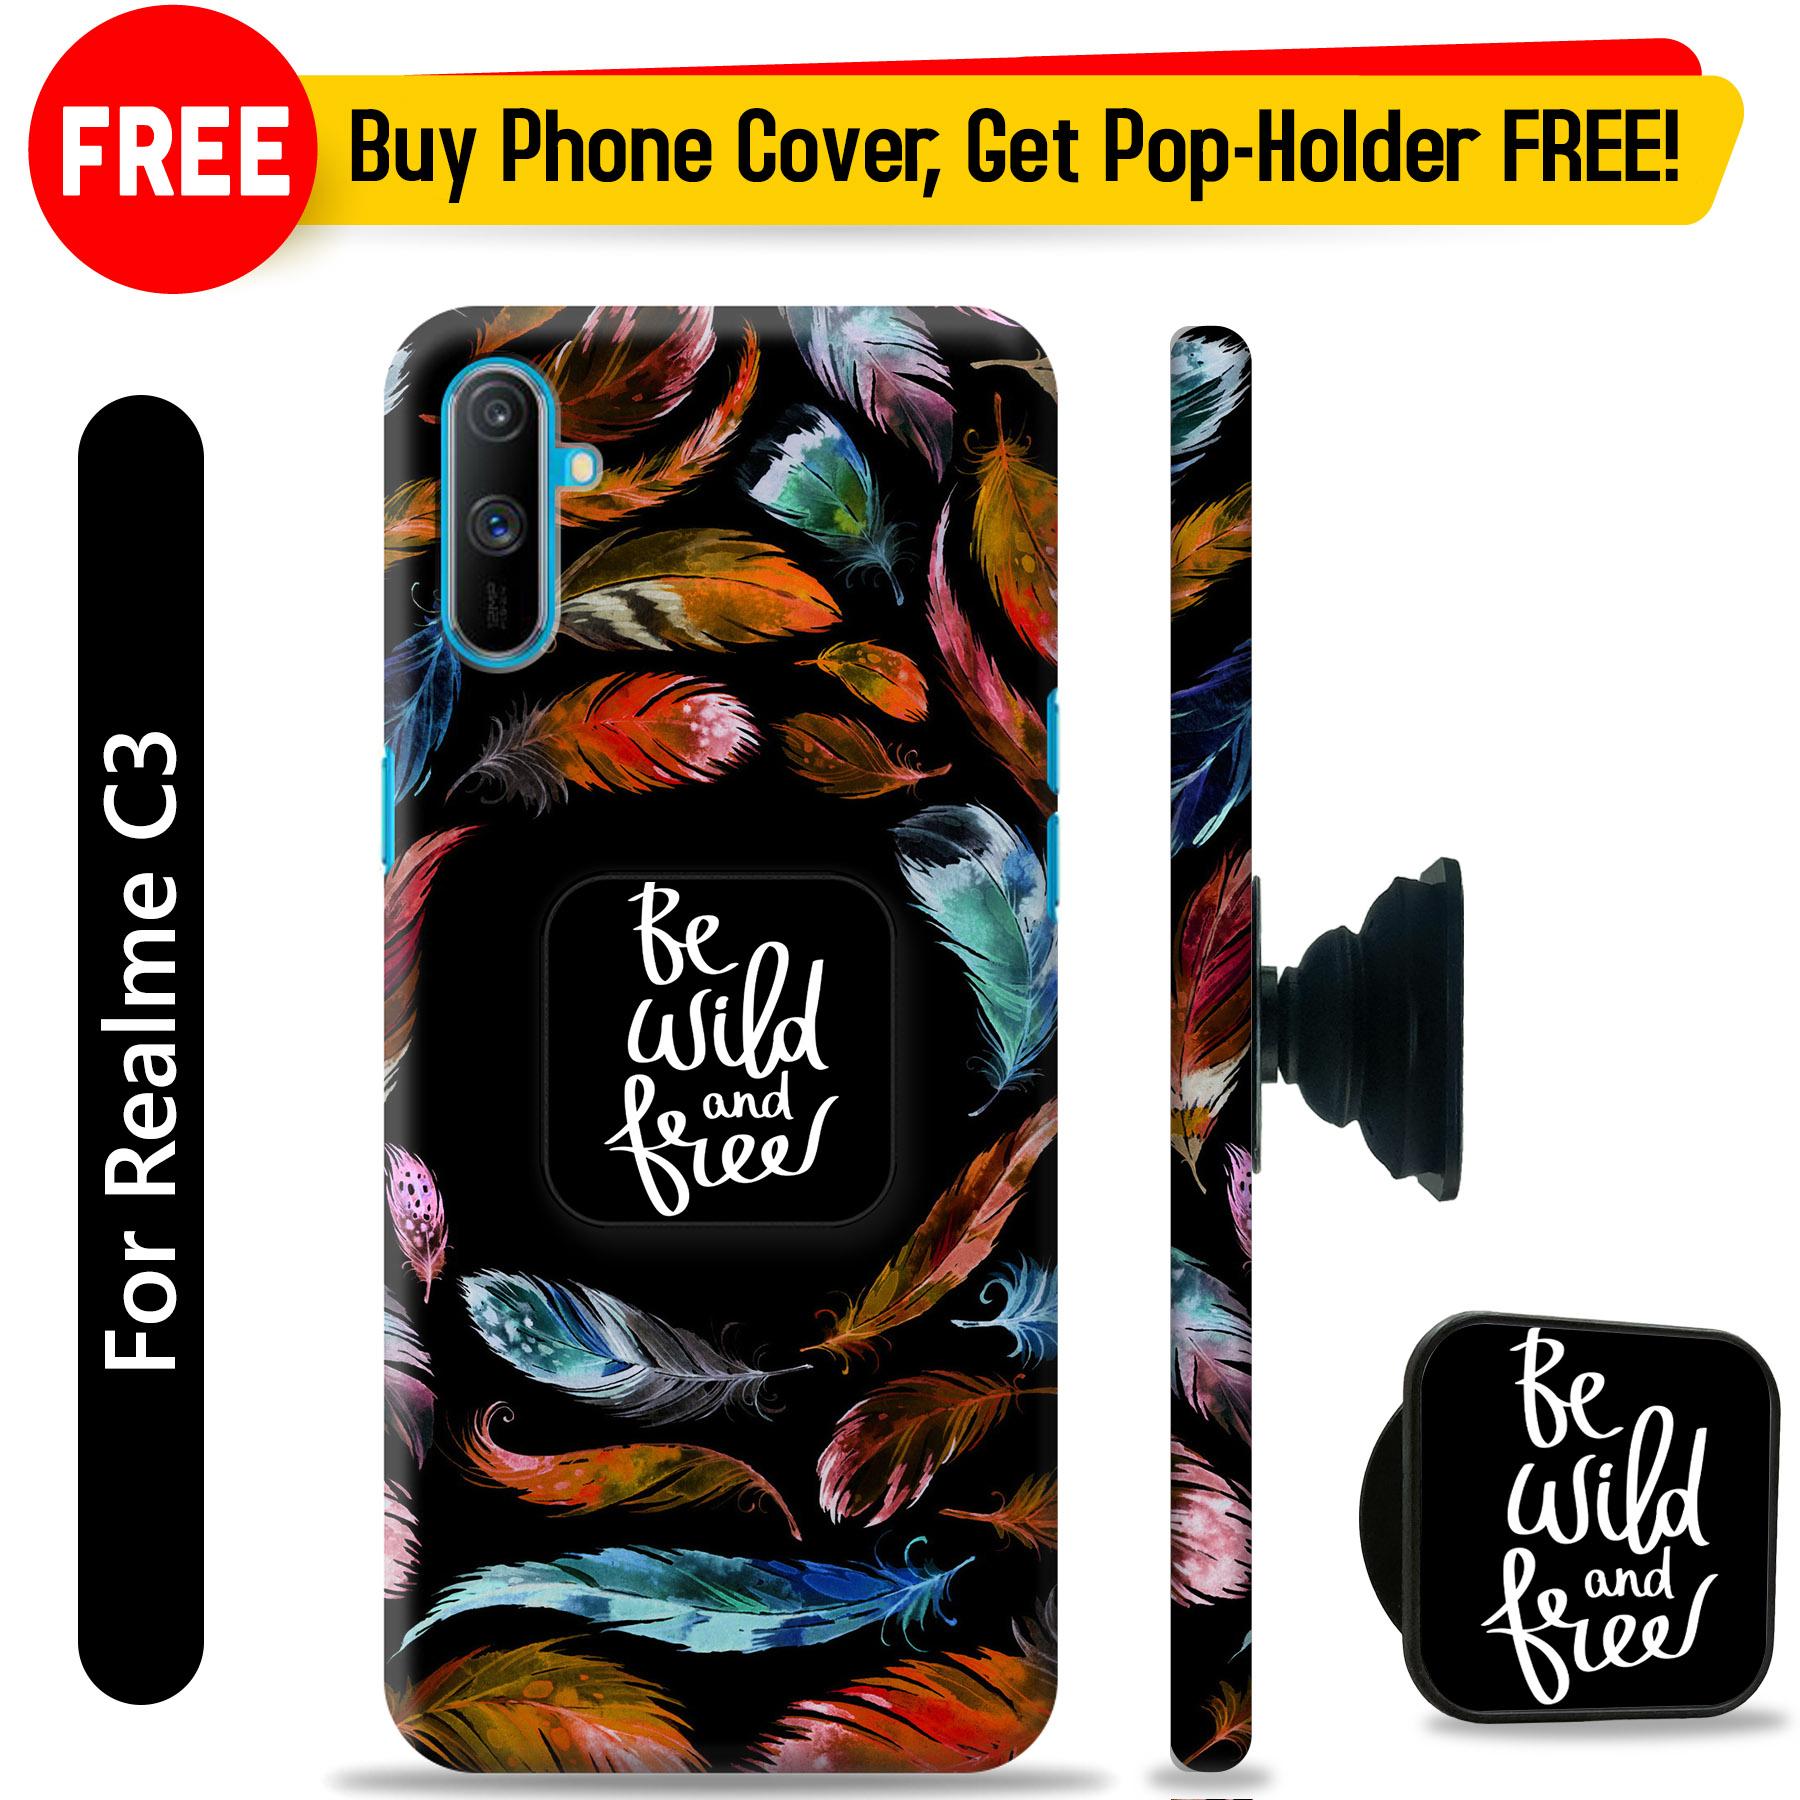 FREE
Buy Phone Cover, Get Pop-Holder FREE!
For Realme C3
12MP
Be
wild
and
free
Be
wild
and
free